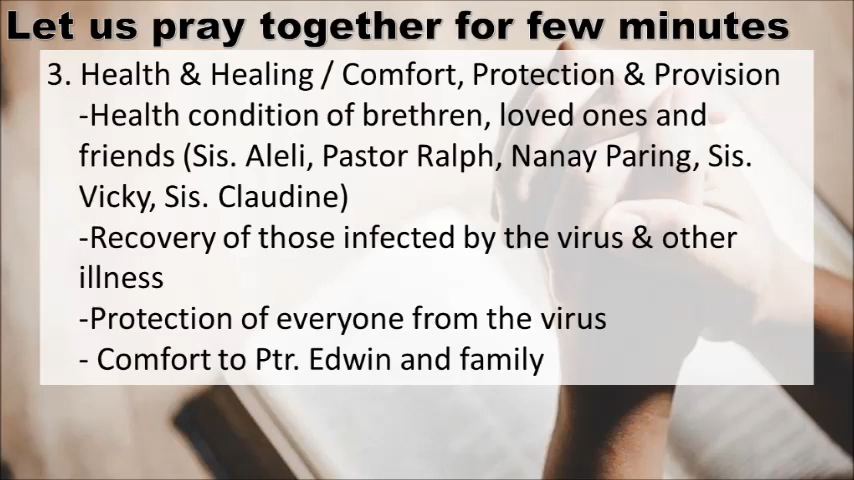 Let us pray together for few minutes
3. Health & Healing / Comfort, Protection & Provision
-Health condition of brethren, loved ones and
friends (Sis. Aleli, Pastor Ralph, Nanay Paring, Sis.
Vicky, Sis. Claudine)
-Recovery of those infected by the virus & other
illness
-Protection of everyone from the virus
- Comfort to Ptr. Edwin and family